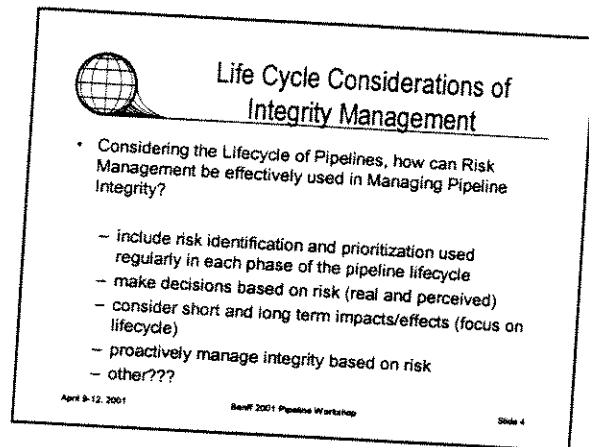 Life Cycle Considerations of
Integrity Management
• Considering the Lifecycle of Pipelines, how can Risk
Management be effectively used in Managing Pipeline
Integrity?
– include risk identification and prioritization used
regularly in each phase of the pipeline lifecycle
– make decisions based on risk (real and perceived)
– consider short and long term impacts/effects (focus on
lifecycle)
– proactively manage integrity based on risk
– other???
April 9-12, 2001
Banff 2001 Pipeline Workshop
Slide 4